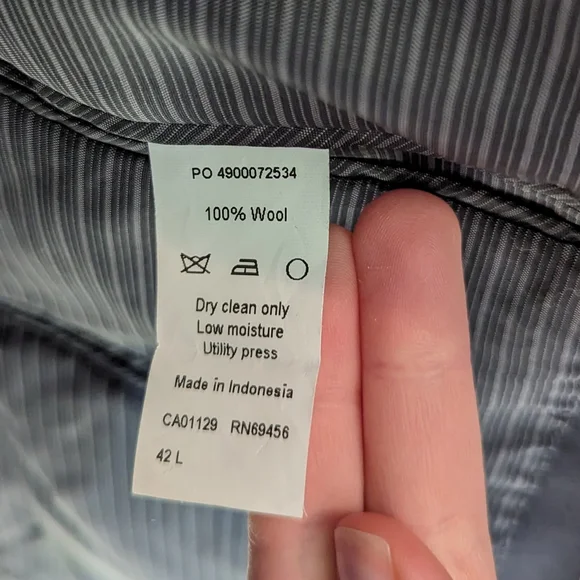 PO 4900072534
100% Wool
Dry clean only
Low moisture
Utility press
Made in Indonesia
CA01129 RN69456
42 L